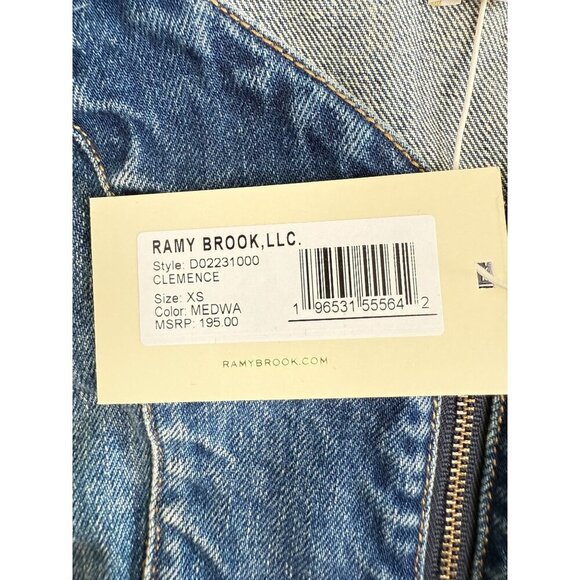 RAMY BROOK,LLC.
Style: D02231000
CLEMENCE
Size: XS
Color: MEDWA
MSRP: 195.00
1 96531 55564 2
RAMYBROOK.COM